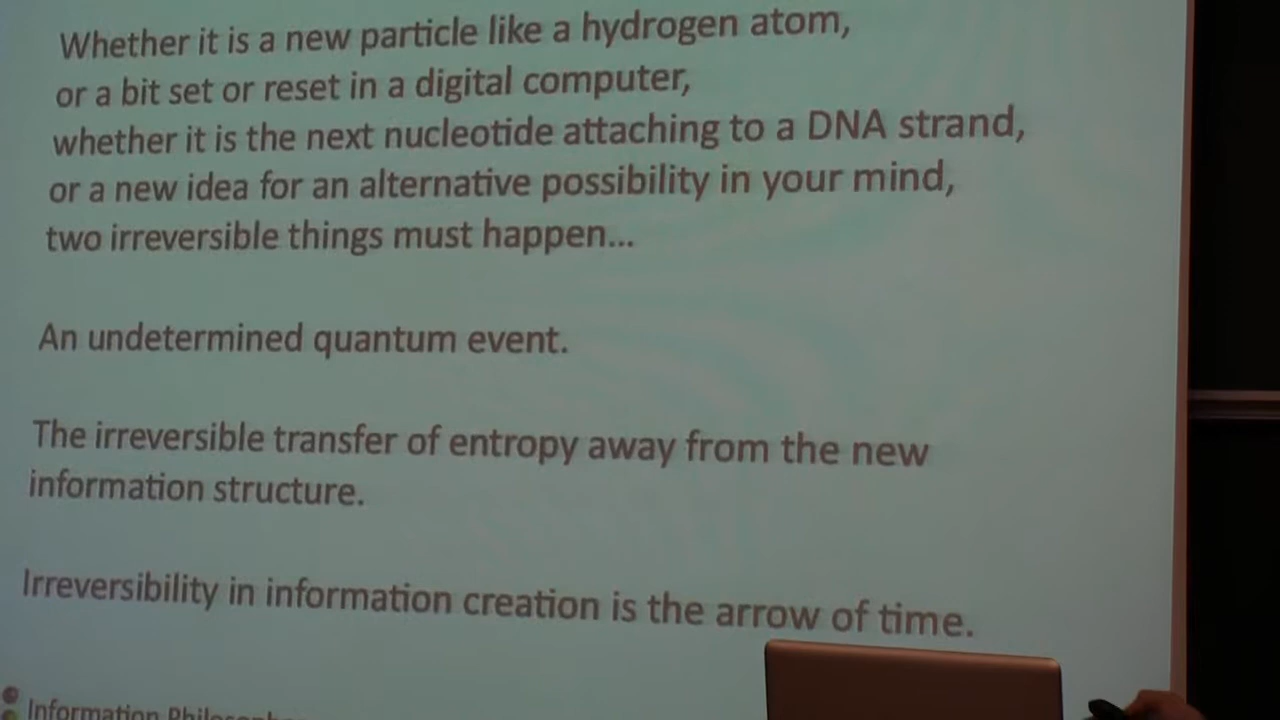 Whether it is a new particle like a hydrogen atom,
or a bit set or reset in a digital computer,
whether it is the next nucleotide attaching to a DNA strand,
or a new idea for an alternative possibility in your mind,
two irreversible things must happen...
An undetermined quantum event.
The irreversible transfer of entropy away from the new
information structure.
Irreversibility in information creation is the arrow of time.
Information